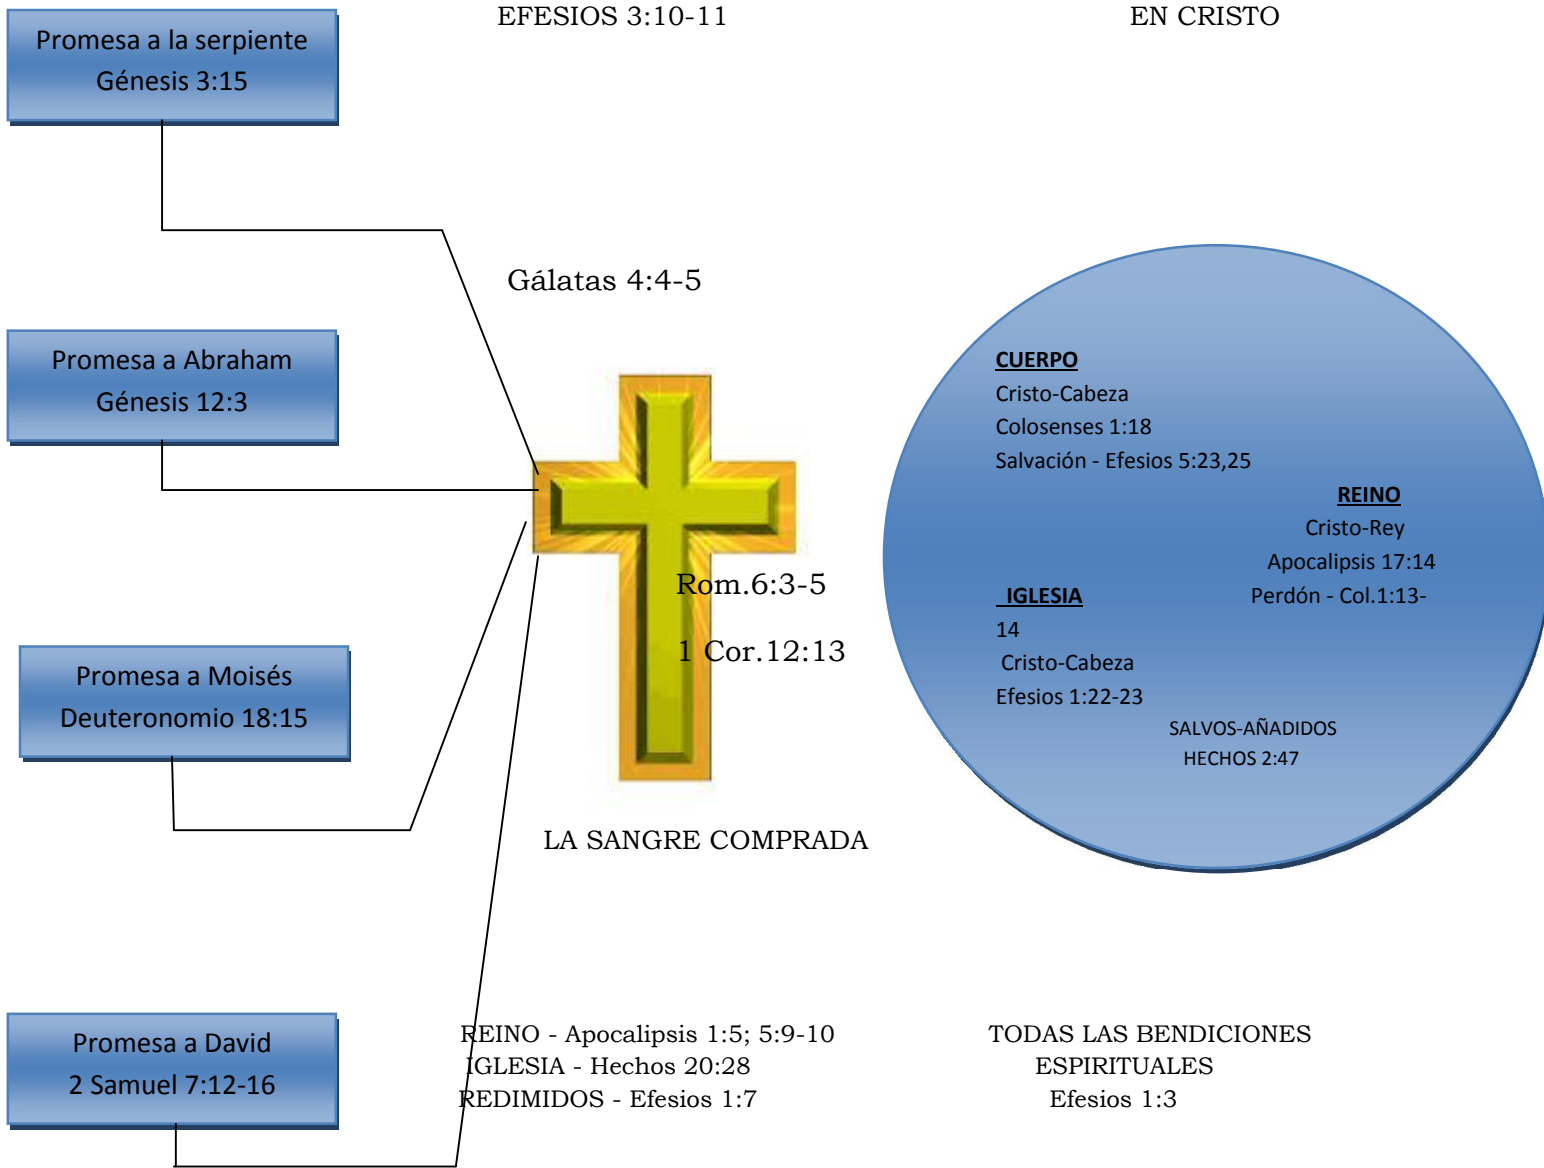 EFESIOS 3:10-11
EN CRISTO
Promesa a la serpiente
Génesis 3:15
Gálatas 4:4-5
Promesa a Abraham
Génesis 12:3
Promesa a Moisés
Deuteronomio 18:15
Promesa a David
2 Samuel 7:12-16
Rom.6:3-5
1 Cor.12:13
LA SANGRE COMPRADA
REINO - Apocalipsis 1:5; 5:9-10
IGLESIA - Hechos 20:28
REDIMIDOS - Efesios 1:7
CUERPO
Cristo-Cabeza
Colosenses 1:18
Salvación - Efesios 5:23,25
REINO
Cristo-Rey
Apocalipsis 17:14
IGLESIA Perdón - Col.1:13-
14
Cristo-Cabeza
Efesios 1:22-23
SALVOS-AÑADIDOS
HECHOS 2:47
TODAS LAS BENDICIONES
ESPIRITUALES
Efesios 1:3